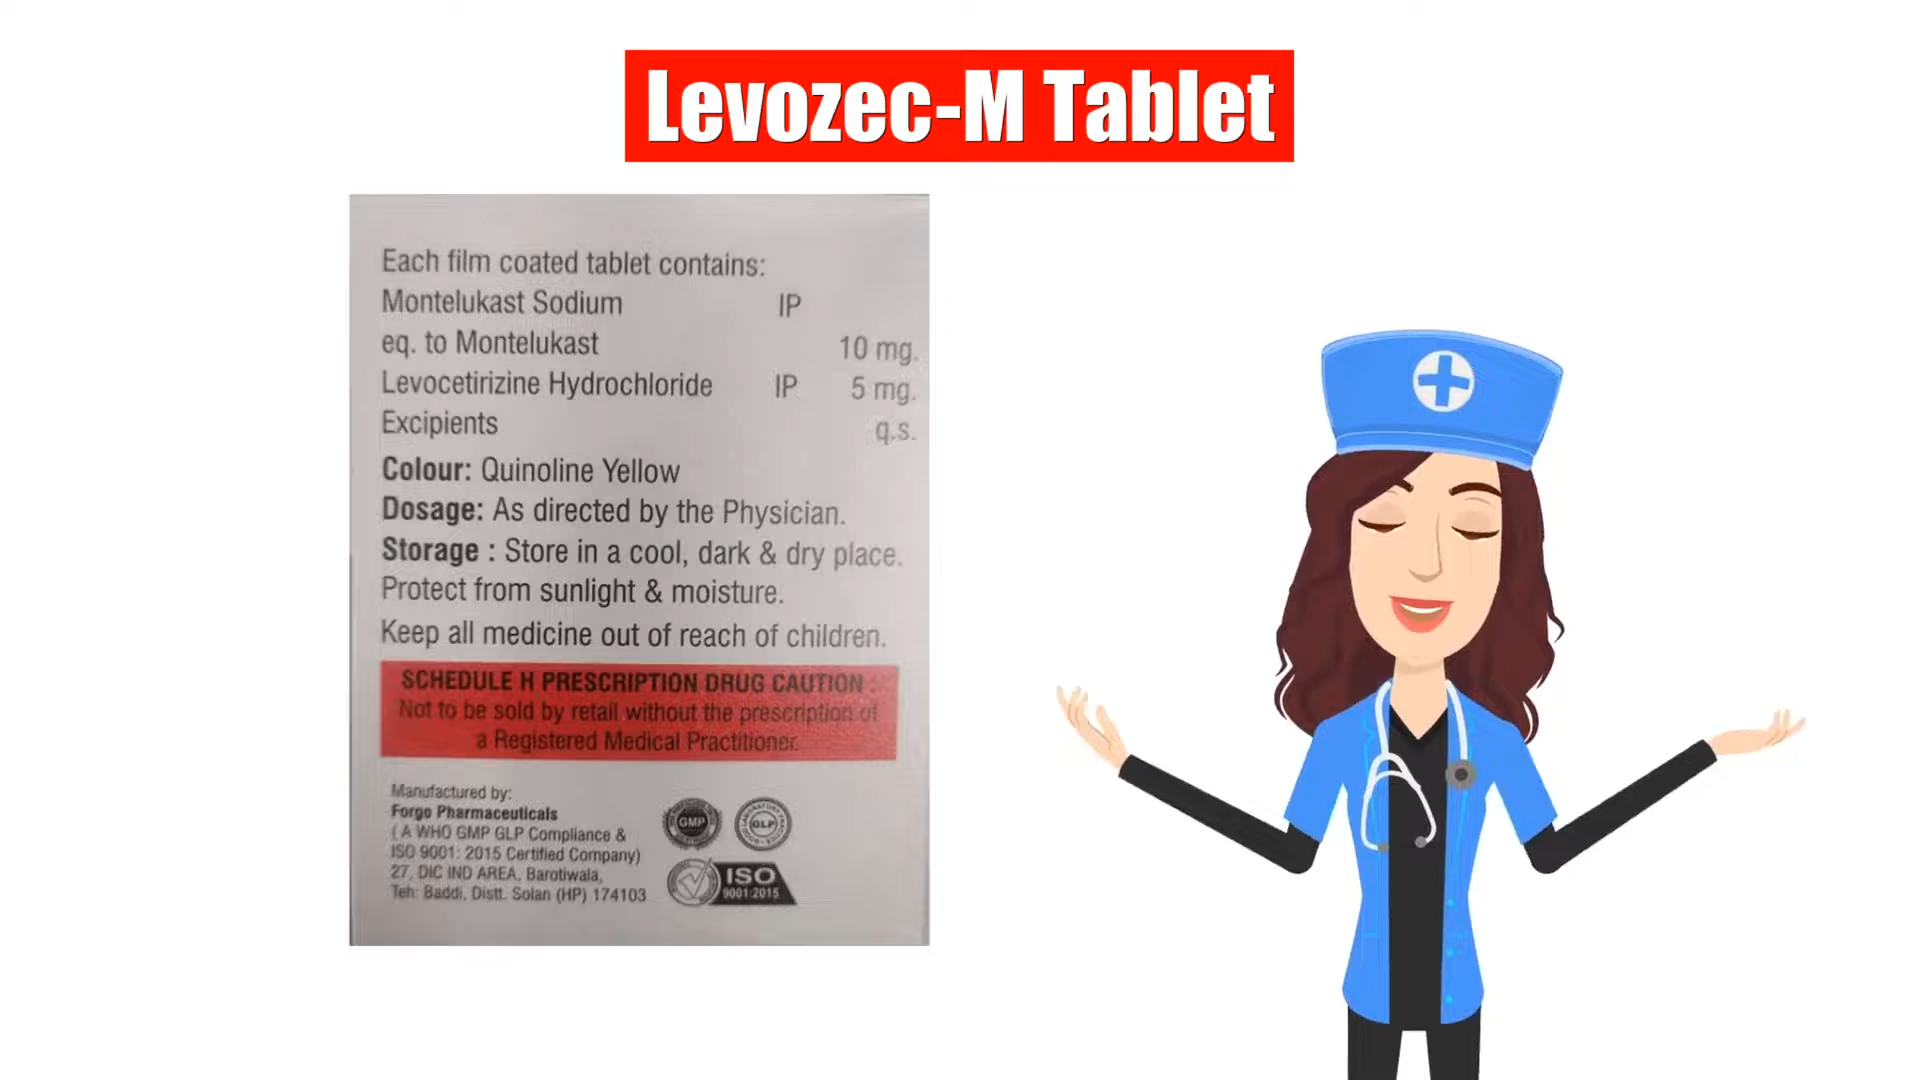 Levozec-M Tablet
Each film coated tablet contains:
Montelukast Sodium IP
eq. to Montelukast 10 mg.
Levocetirizine Hydrochloride IP 5 mg.
Excipients q.s.
Colour: Quinoline Yellow
Dosage: As directed by the Physician.
Storage : Store in a cool, dark & dry place.
Protect from sunlight & moisture.
Keep all medicine out of reach of children.
SCHEDULE H PRESCRIPTION DRUG CAUTION :
Not to be sold by retail without the prescription of
a Registered Medical Practitioner.
Manufactured by:
Forgo Pharmaceuticals
( A WHO GMP GLP Compliance &
ISO 9001: 2015 Certified Company)
27, DIC IND AREA, Barotiwala,
Teh: Baddi, Distt. Solan (HP) 174103
GMP
GLP
ISO
9001:2015